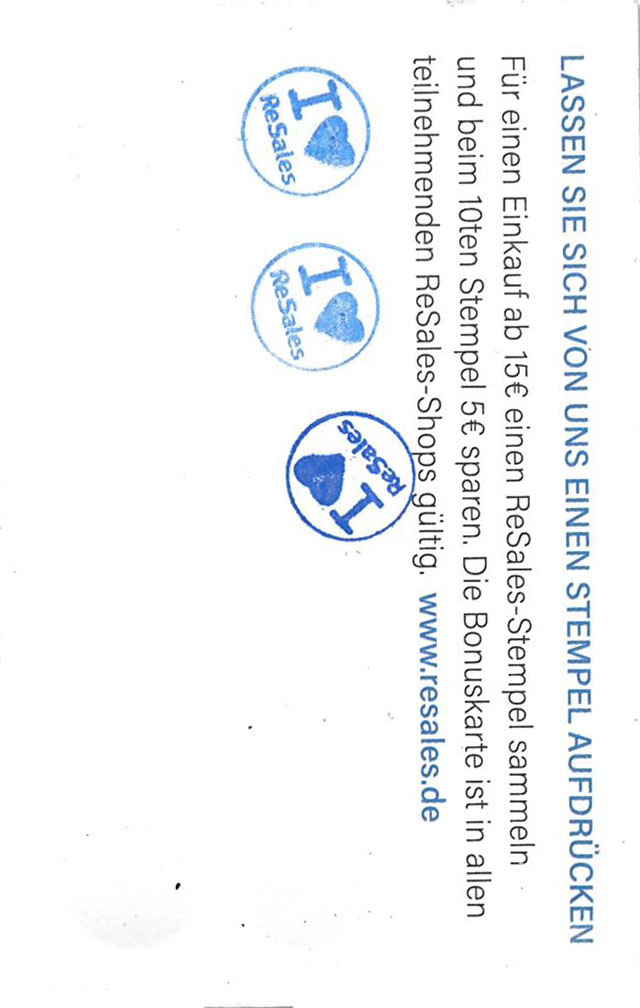 LASSEN SIE SICH VON UNS EINEN STEMPEL AUFDRÜCKEN
Für einen Einkauf ab 15€ einen ReSales-Stempel sammeln
und beim 10ten Stempel 5€ sparen. Die Bonuskarte ist in allen
teilnehmenden ReSales-Shops gültig. www.resales.de
I
ReSales
I
ReSales
I
ReSales